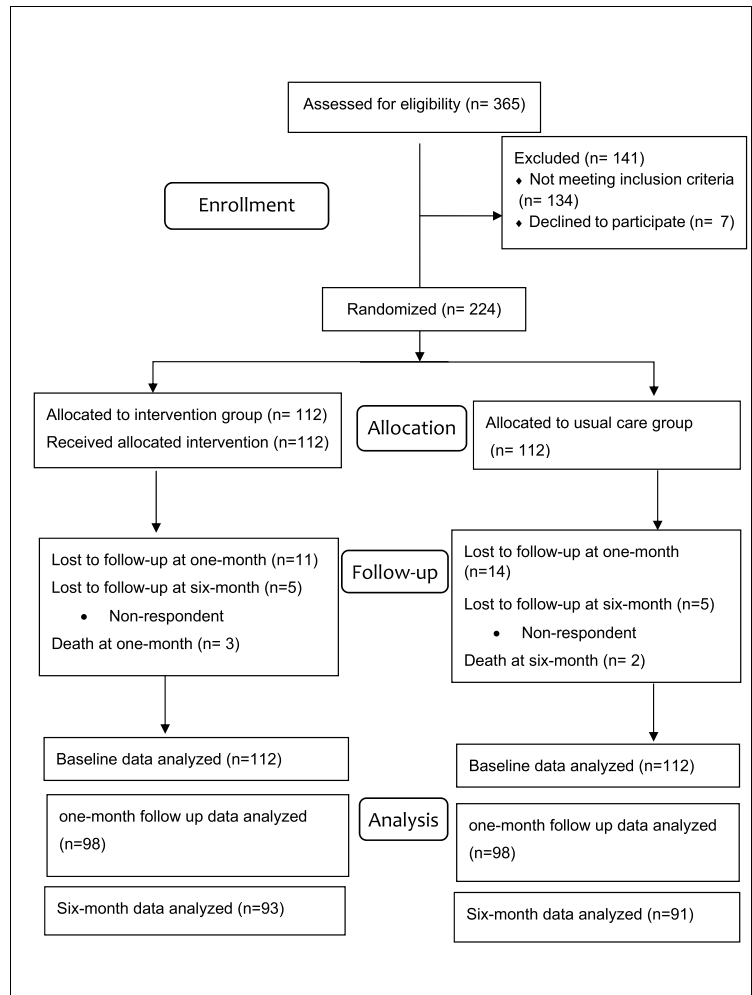 Assessed for eligibility (n= 365)
Excluded (n= 141)
♦ Not meeting inclusion criteria
(n= 134)
♦ Declined to participate (n= 7)
Enrollment
Randomized (n= 224)
Allocated to intervention group (n= 112)
Received allocated intervention (n=112)
Allocation
Allocated to usual care group
(n= 112)
Lost to follow-up at one-month (n=11)
Lost to follow-up at six-month (n=5)
• Non-respondent
Death at one-month (n= 3)
Follow-up
Lost to follow-up at one-month
(n=14)
Lost to follow-up at six-month (n=5)
• Non-respondent
Death at six-month (n= 2)
Baseline data analyzed (n=112)
one-month follow up data analyzed
(n=98)
Six-month data analyzed (n=93)
Analysis
Baseline data analyzed (n=112)
one-month follow up data analyzed
(n=98)
Six-month data analyzed (n=91)